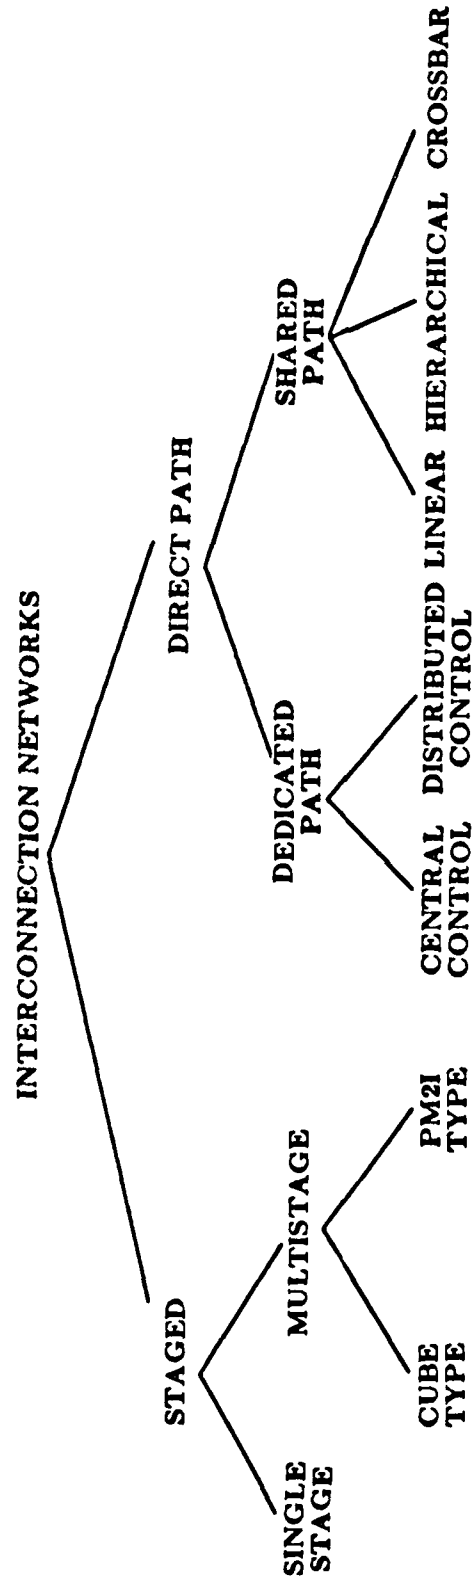 INTERCONNECTION NETWORKS
STAGED
DIRECT PATH
SINGLE
STAGE
MULTISTAGE
DEDICATED
PATH
SHARED
PATH
CUBE
TYPE
PM2I
TYPE
CENTRAL
CONTROL
DISTRIBUTED
CONTROL
LINEAR
HIERARCHICAL
CROSSBAR